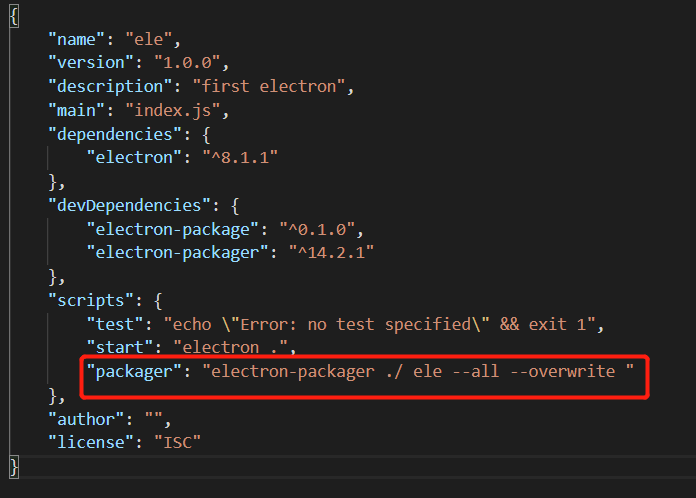 {
    "name": "ele",
    "version": "1.0.0",
    "description": "first electron",
    "main": "index.js",
    "dependencies": {
        "electron": "^8.1.1"
    },
    "devDependencies": {
        "electron-package": "^0.1.0",
        "electron-packager": "^14.2.1"
    },
    "scripts": {
        "test": "echo \"Error: no test specified\" && exit 1",
        "start": "electron .",
        "packager": "electron-packager ./ ele --all --overwrite "
    },
    "author": "",
    "license": "ISC"
}